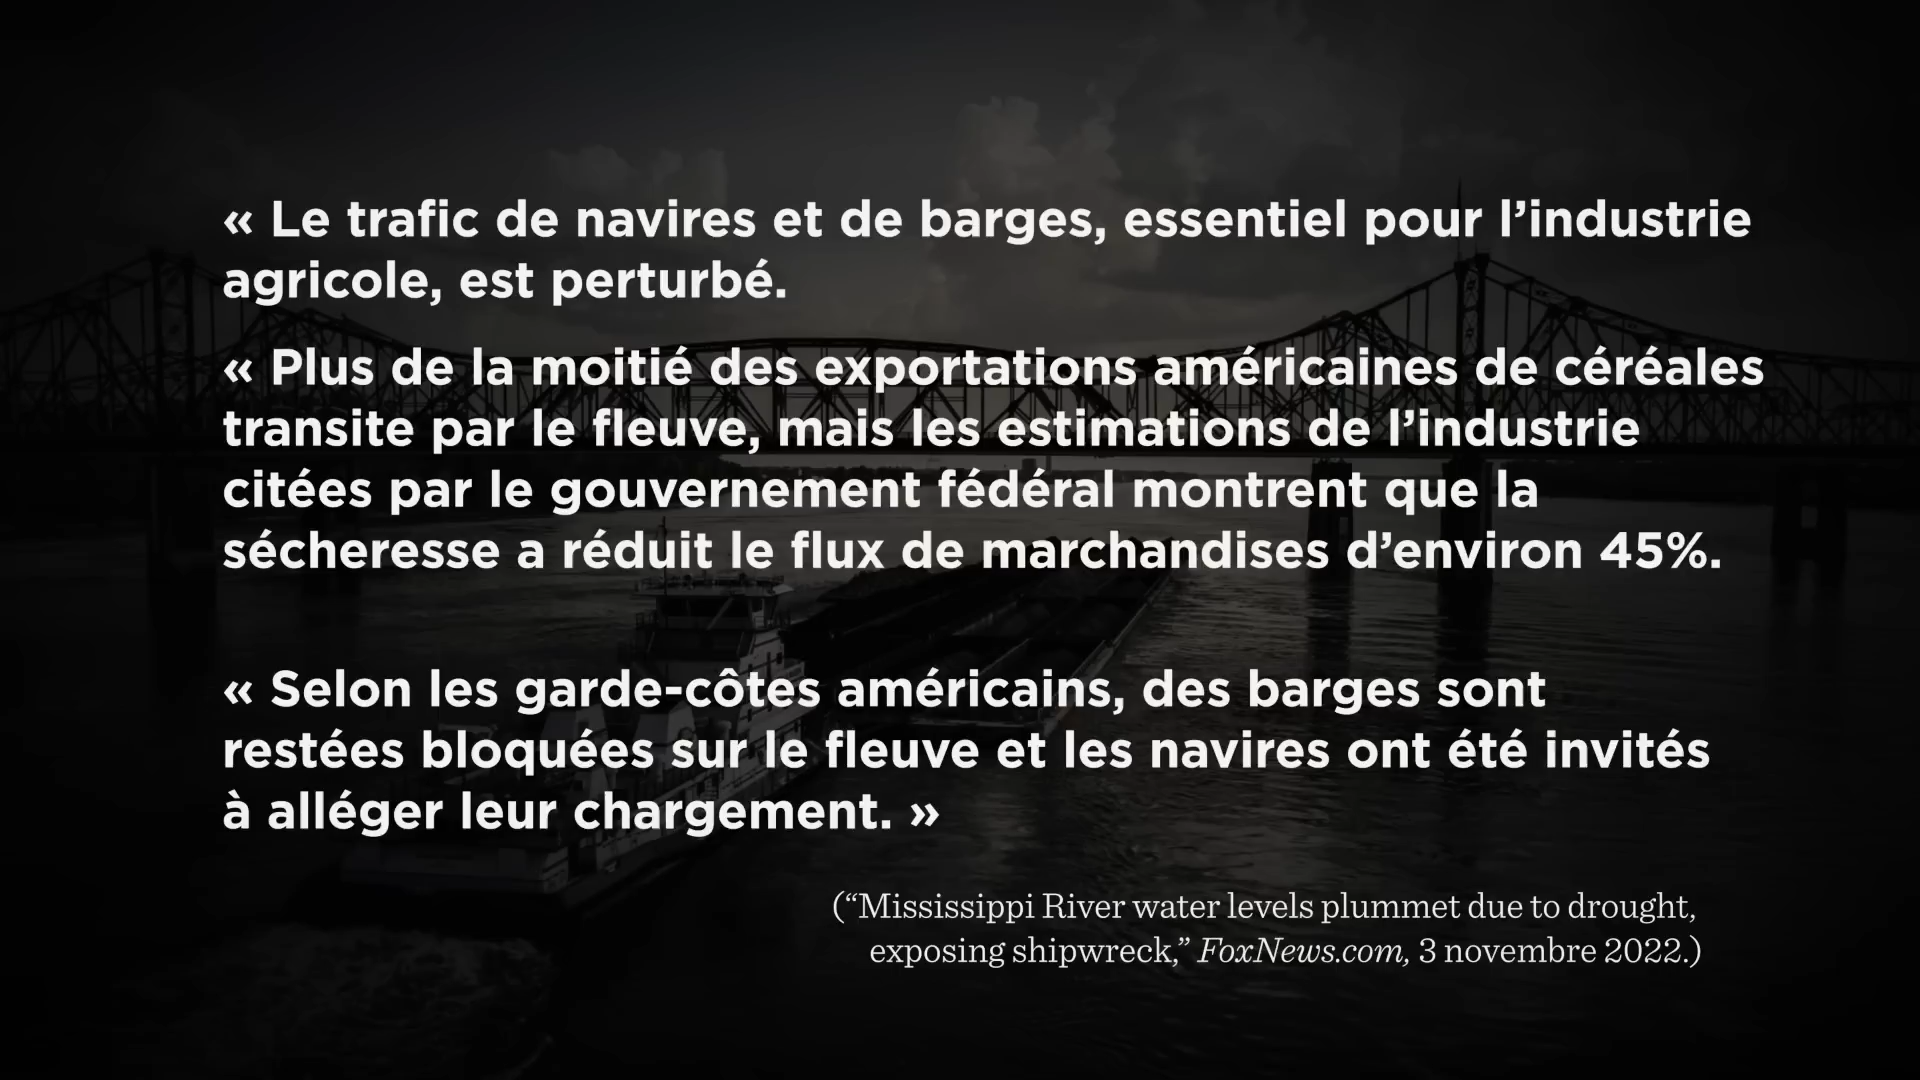 « Le trafic de navires et de barges, essentiel pour l’industrie
agricole, est perturbé.
« Plus de la moitié des exportations américaines de céréales
transite par le fleuve, mais les estimations de l’industrie
citées par le gouvernement fédéral montrent que la
sécheresse a réduit le flux de marchandises d’environ 45%.
« Selon les garde-côtes américains, des barges sont
restées bloquées sur le fleuve et les navires ont été invités
à alléger leur chargement. »
(“Mississippi River water levels plummet due to drought,
exposing shipwreck,” FoxNews.com, 3 novembre 2022.)